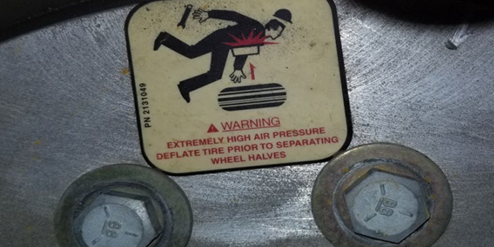 PN 2131049
WARNING
EXTREMELY HIGH AIR PRESSURE
DEFLATE TIRE PRIOR TO SEPARATING
WHEEL HALVES